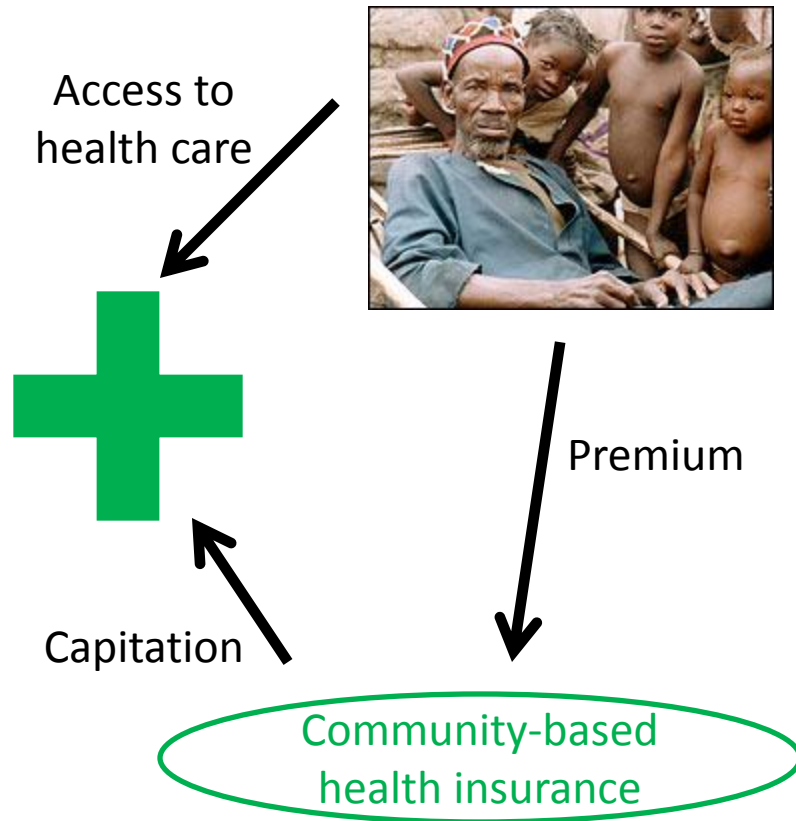 Access to
health care
Premium
Capitation
Community-based
health insurance